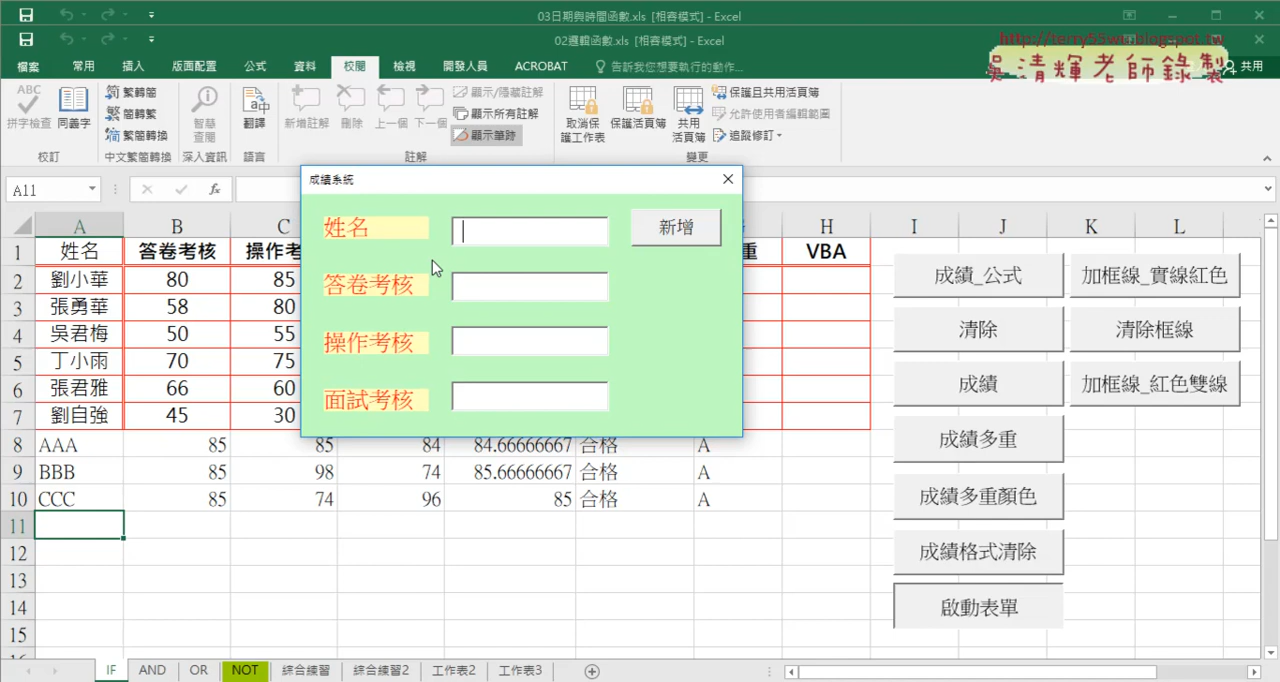 03日期與時間函數.xls [相容模式] - Excel
02邏輯函數.xls [相容模式] - Excel
http://terry55wu.blogspot.tw
吳清輝老師錄製
檔案 常用 插入 版面配置 公式 資料 校閱 檢視 開發人員 ACROBAT 告訴我您想要執行的動作... 共用
拼字檢查 同義字 繁轉簡 簡轉繁 中文繁簡轉換 智慧查閱 翻譯 新增註解 刪除 上一個 下一個 顯示/隱藏註解 顯示所有註解 顯示筆跡 取消保護工作表 保護活頁簿 共用活頁簿 保護且共用活頁簿 允許使用者編輯範圍 追蹤修訂
校訂 中文繁簡轉換 深入資訊 語言 註解 變更
A11 fx
成績系統
姓名 新增
答卷考核
操作考核
面試考核
A B C H I J K L
1 姓名 答卷考核 操作考 重 VBA
2 劉小華 80 85
3 張勇華 58 80
4 吳君梅 50 55
5 丁小雨 70 75
6 張君雅 66 60
7 劉自強 45 30
8 AAA 85 85 84 84.66666667 合格 A
9 BBB 85 98 74 85.66666667 合格 A
10 CCC 85 74 96 85 合格 A
11
12
13
14
15
成績_公式 加框線_實線紅色
清除 清除框線
成績 加框線_紅色雙線
成績多重
成績多重顏色
成績格式清除
啟動表單
IF AND OR NOT 綜合練習 綜合練習2 工作表2 工作表3